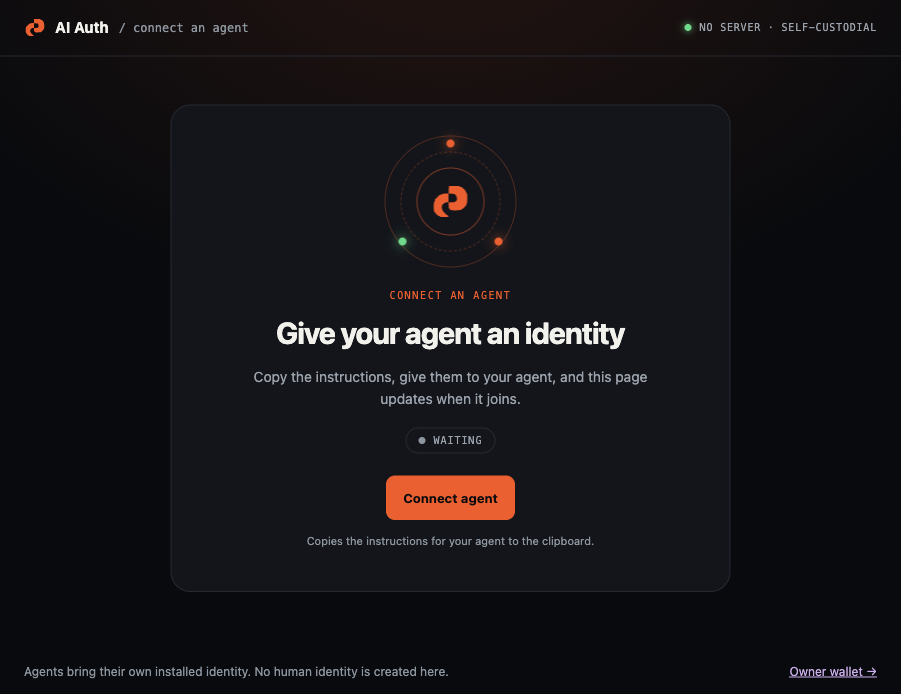 AI Auth / connect an agent
NO SERVER · SELF-CUSTODIAL
CONNECT AN AGENT
Give your agent an identity
Copy the instructions, give them to your agent, and this page
updates when it joins.
WAITING
Connect agent
Copies the instructions for your agent to the clipboard.
Agents bring their own installed identity. No human identity is created here.
Owner wallet →